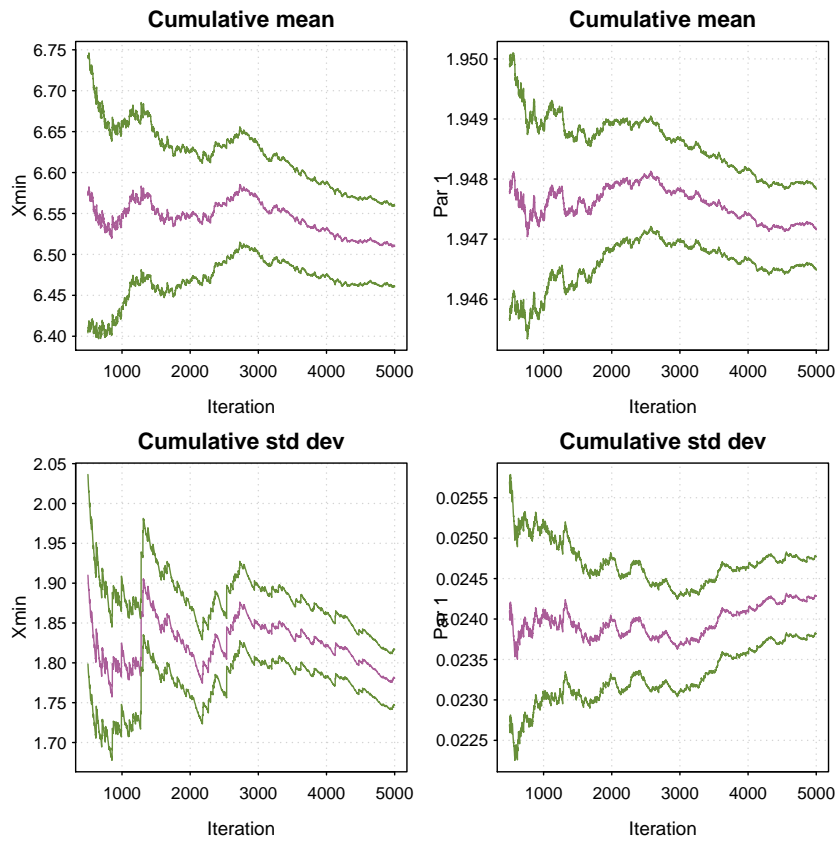 Cumulative mean
Xmin
6.75
6.70
6.65
6.60
6.55
6.50
6.45
6.40
1000 2000 3000 4000 5000
Iteration
Cumulative mean
Par 1
1.950
1.949
1.948
1.947
1.946
1000 2000 3000 4000 5000
Iteration
Cumulative std dev
Xmin
2.05
2.00
1.95
1.90
1.85
1.80
1.75
1.70
1000 2000 3000 4000 5000
Iteration
Cumulative std dev
Par 1
0.0255
0.0250
0.0245
0.0240
0.0235
0.0230
0.0225
1000 2000 3000 4000 5000
Iteration